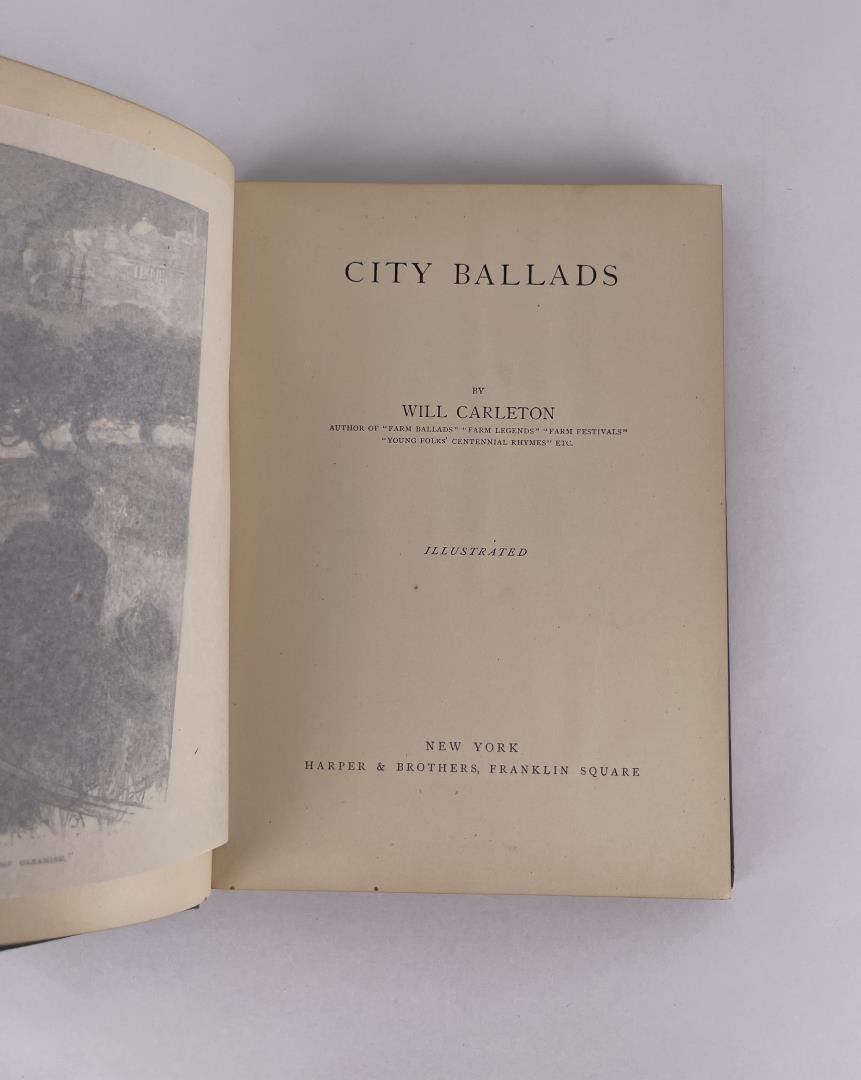 CITY BALLADS
BY
WILL CARLETON
AUTHOR OF "FARM BALLADS" "FARM LEGENDS" "FARM FESTIVALS"
"YOUNG FOLKS' CENTENNIAL RHYMES" ETC.
ILLUSTRATED
NEW YORK
HARPER & BROTHERS, FRANKLIN SQUARE